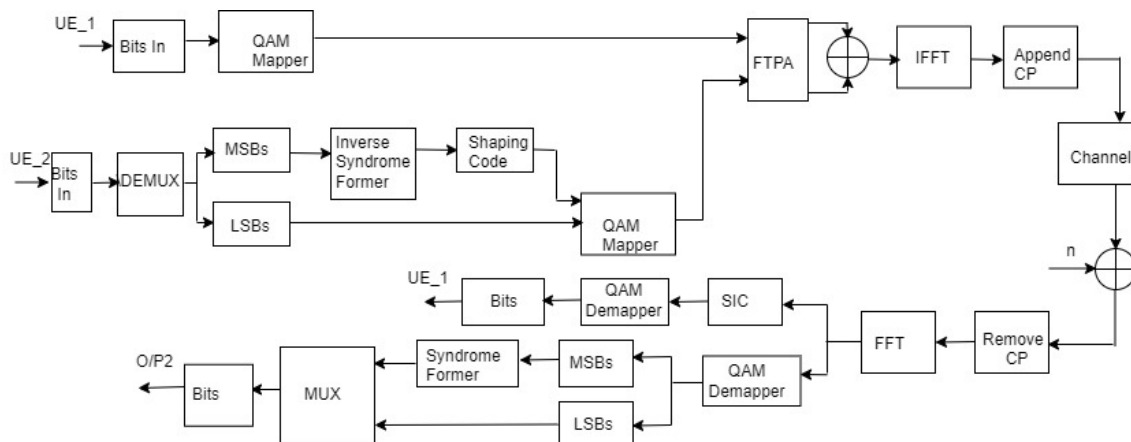 UE_1
Bits In
QAM
Mapper
FTPA
IFFT
Append
CP
UE_2
Bits
In
DEMUX
MSBs
Inverse
Syndrome
Former
Shaping
Code
LSBs
QAM
Mapper
Channel
n
UE_1
Bits
QAM
Demapper
SIC
FFT
Remove
CP
O/P2
Bits
MUX
Syndrome
Former
MSBs
QAM
Demapper
LSBs